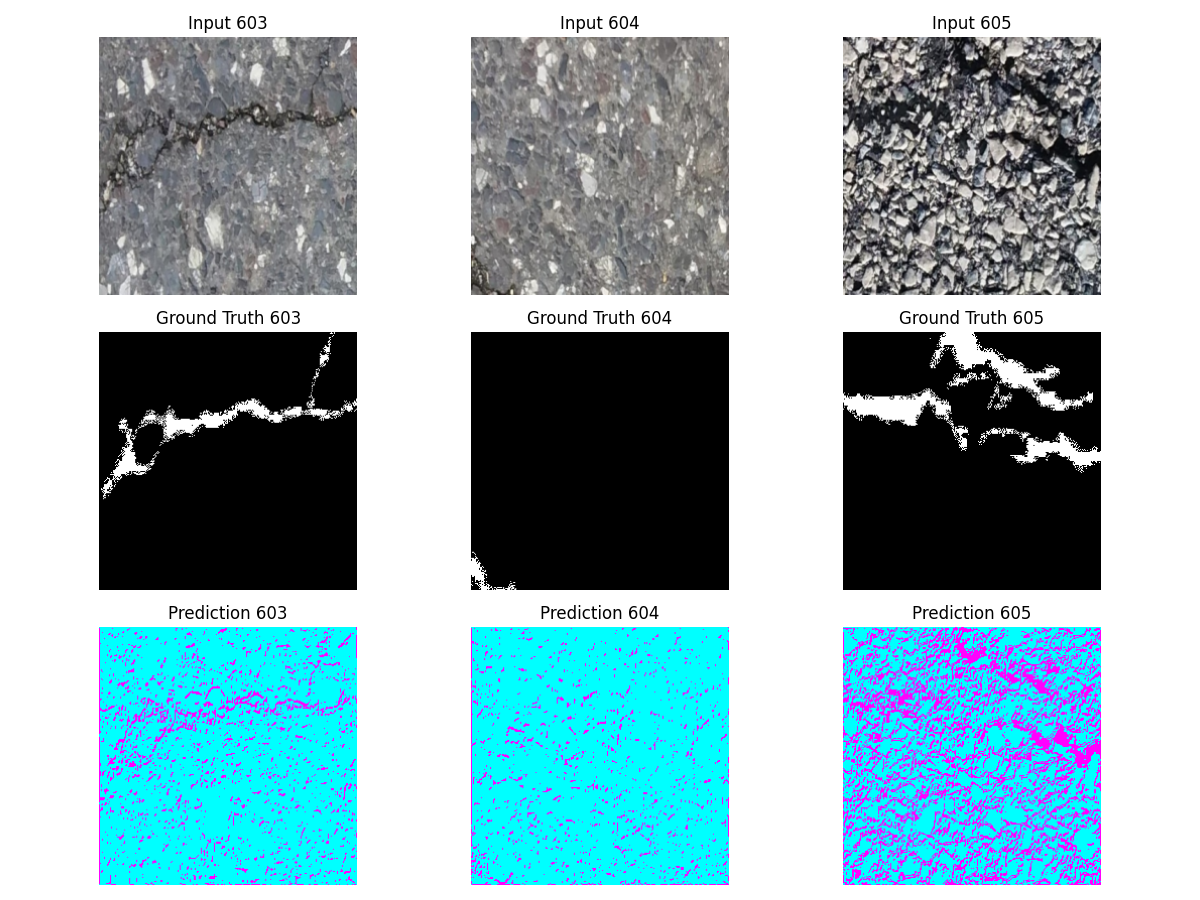 Input 603
Input 604
Input 605
Ground Truth 603
Ground Truth 604
Ground Truth 605
Prediction 603
Prediction 604
Prediction 605